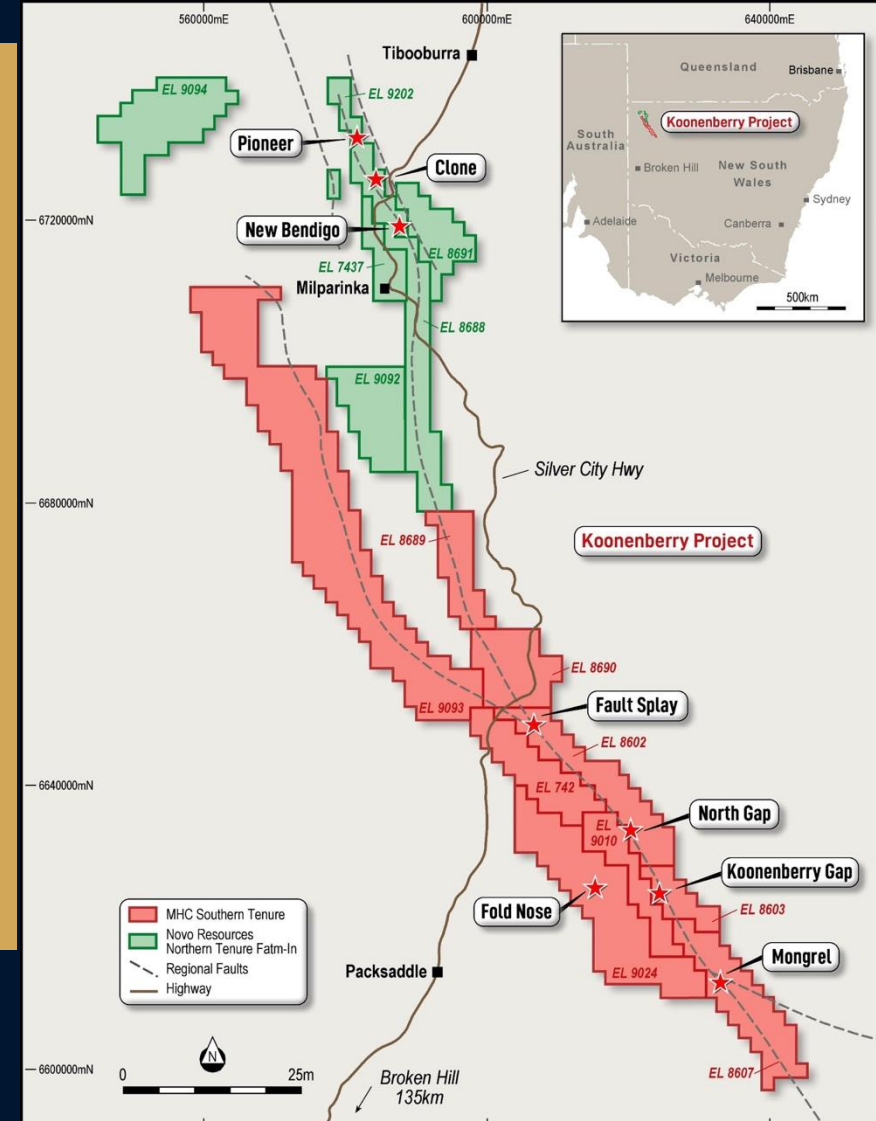 560000mE
600000mE
640000mE
Tibooburra
EL 9094
EL 9202
Pioneer
Clone
6720000mN
New Bendigo
EL 8691
EL 7437
Milparinka
EL 8688
EL 9092
Silver City Hwy
6680000mN
EL 8689
Koonenberry Project
EL 8690
EL 9093
Fault Splay
EL 8602
6640000mN
EL 742
North Gap
EL
9010
Koonenberry Gap
Fold Nose
EL 8603
Mongrel
Packsaddle
EL 9024
6600000mN
EL 8607
Broken Hill
135km
Queensland
Brisbane
Koonenberry Project
South
Australia
Broken Hill
New South
Wales
Sydney
Adelaide
Canberra
Victoria
Melbourne
500km
MHC Southern Tenure
Novo Resources
Northern Tenure Fatm-In
Regional Faults
Highway
N
0
25m